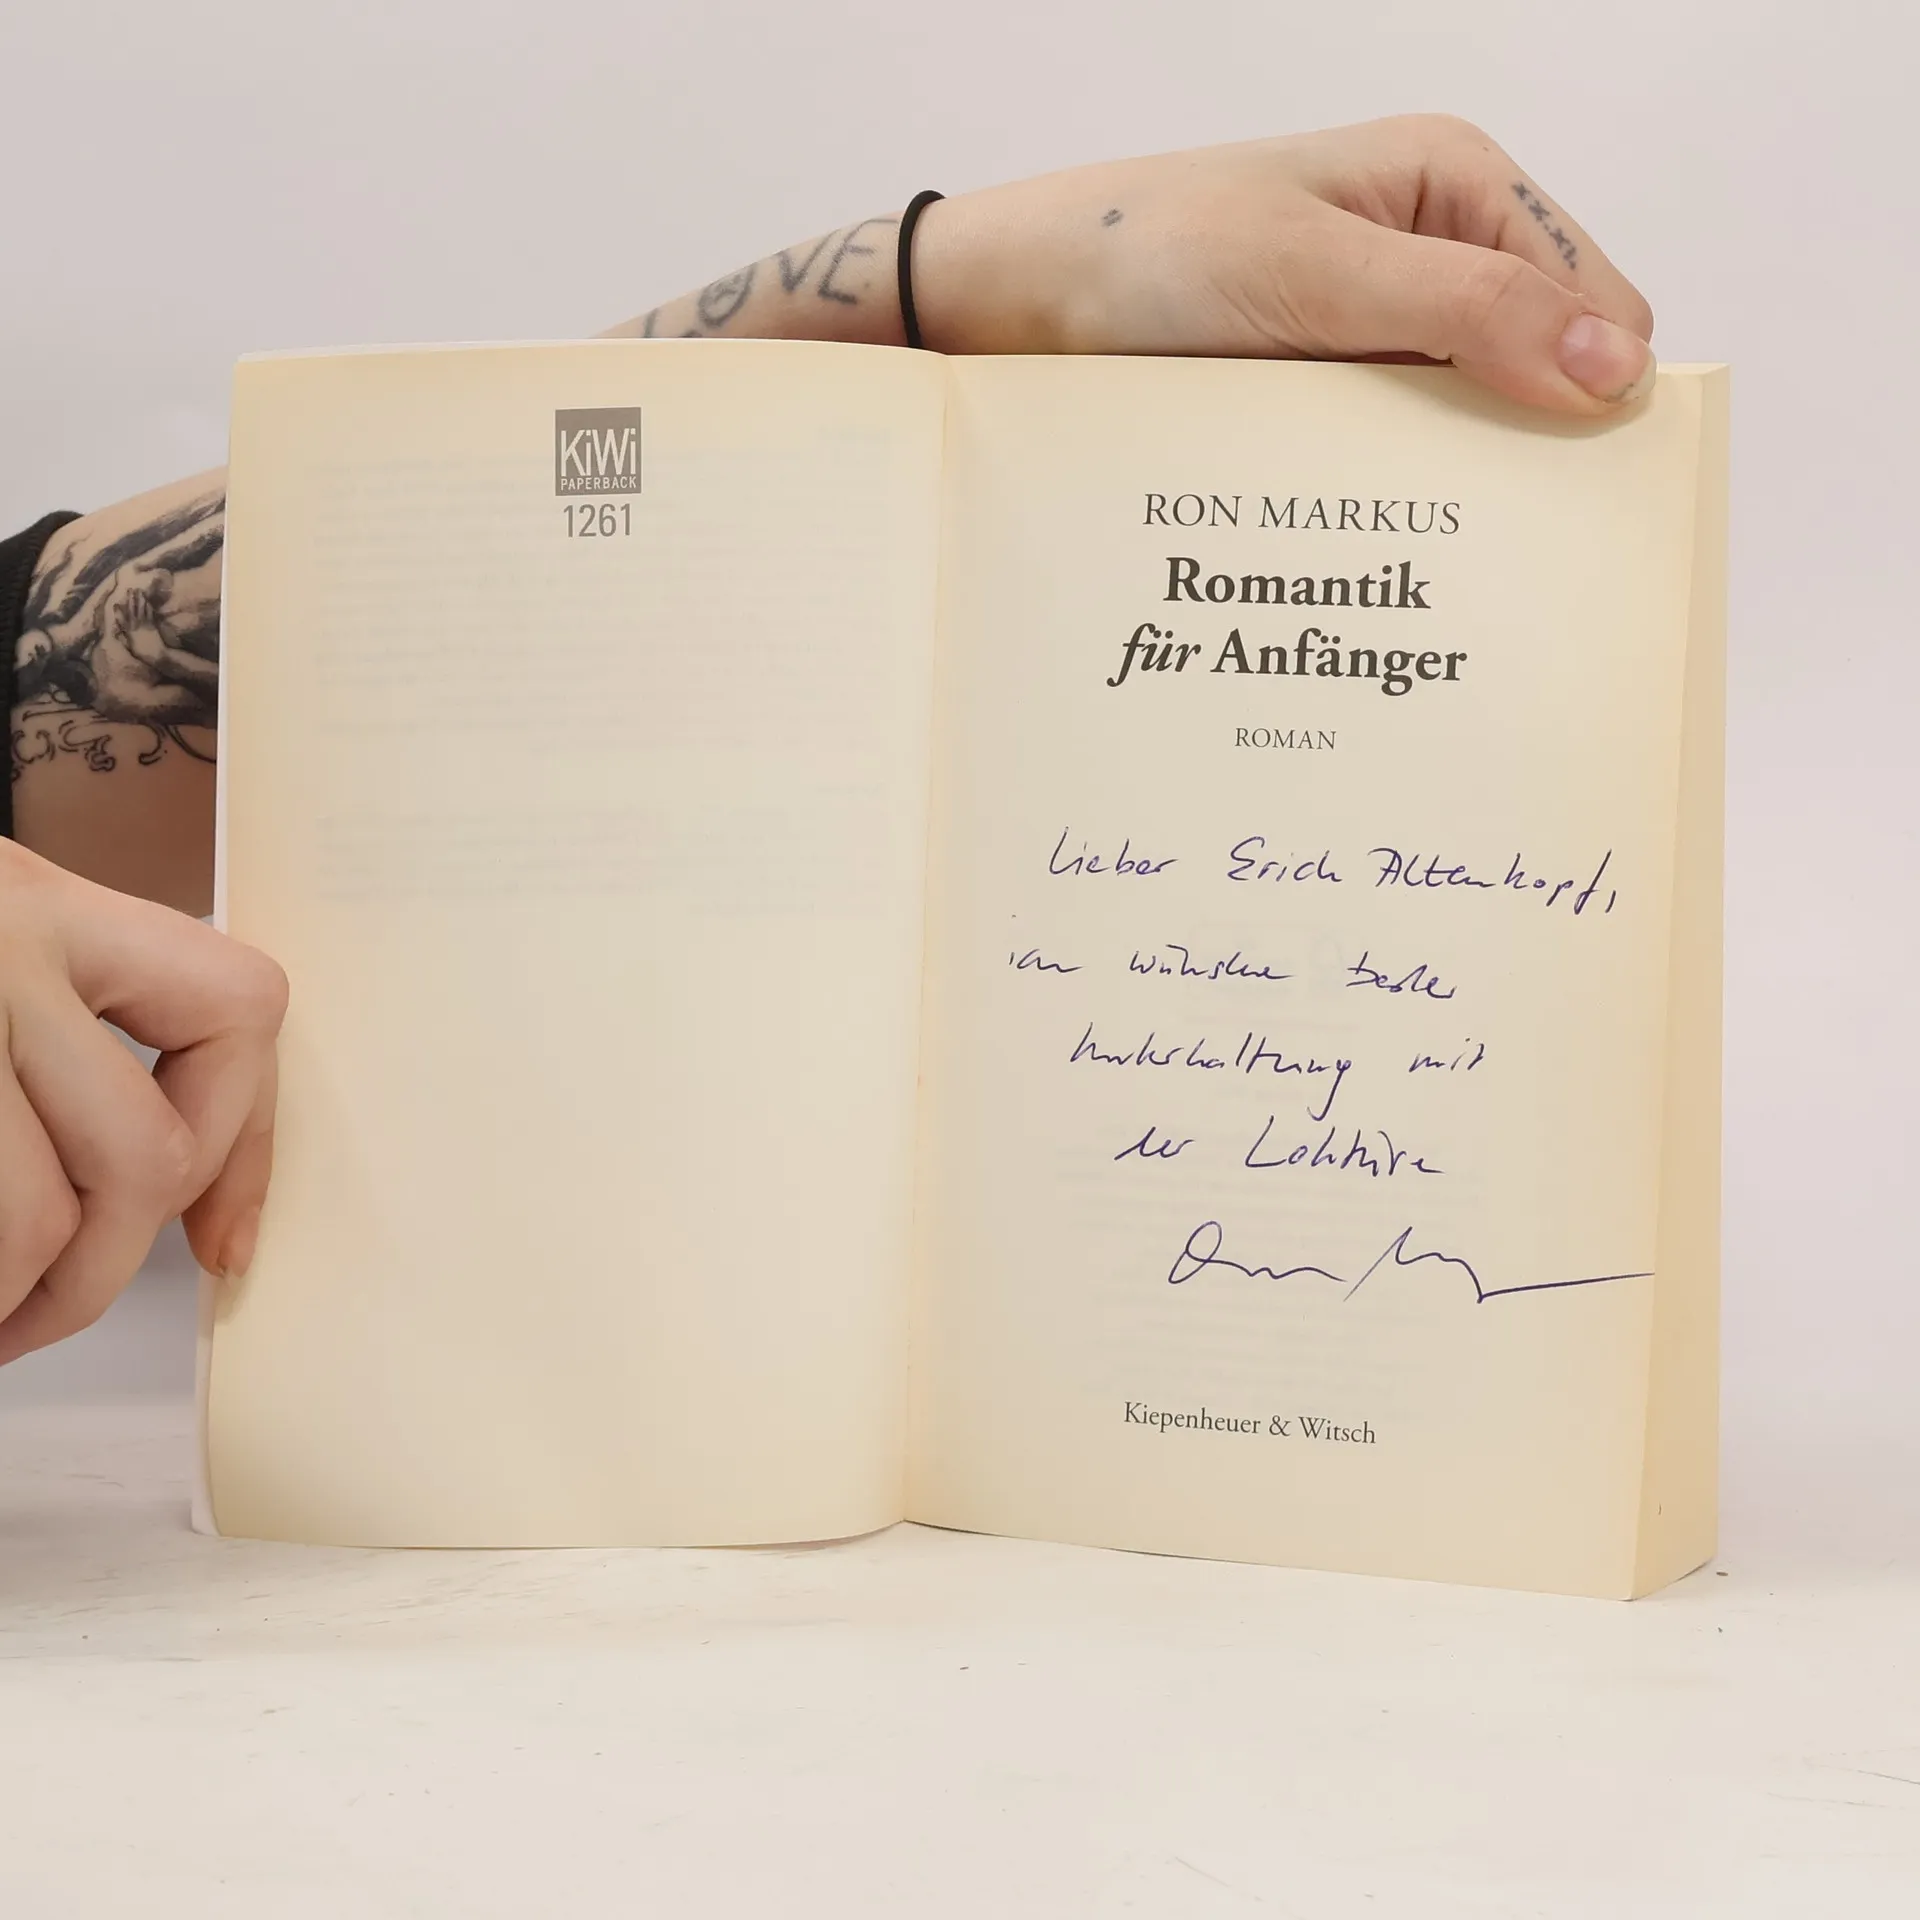 LOVE
KiWi
PAPERBACK
1261
RON MARKUS
Romantik
für Anfänger
ROMAN
Lieber Erich Altenkopf,
ich wünsche beste
Unterhaltung mit
der Lektüre
Kiepenheuer & Witsch